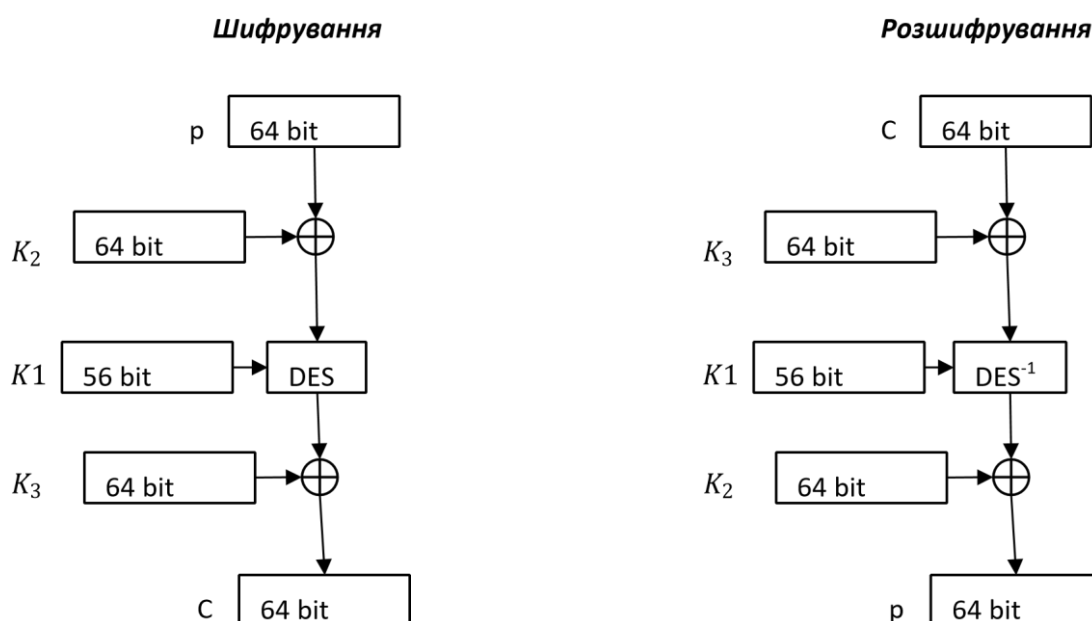 Шифрування
p 64 bit
K₂ 64 bit
K1 56 bit DES
K₃ 64 bit
C 64 bit
Розшифрування
C 64 bit
K₃ 64 bit
K1 56 bit DES⁻¹
K₂ 64 bit
p 64 bit